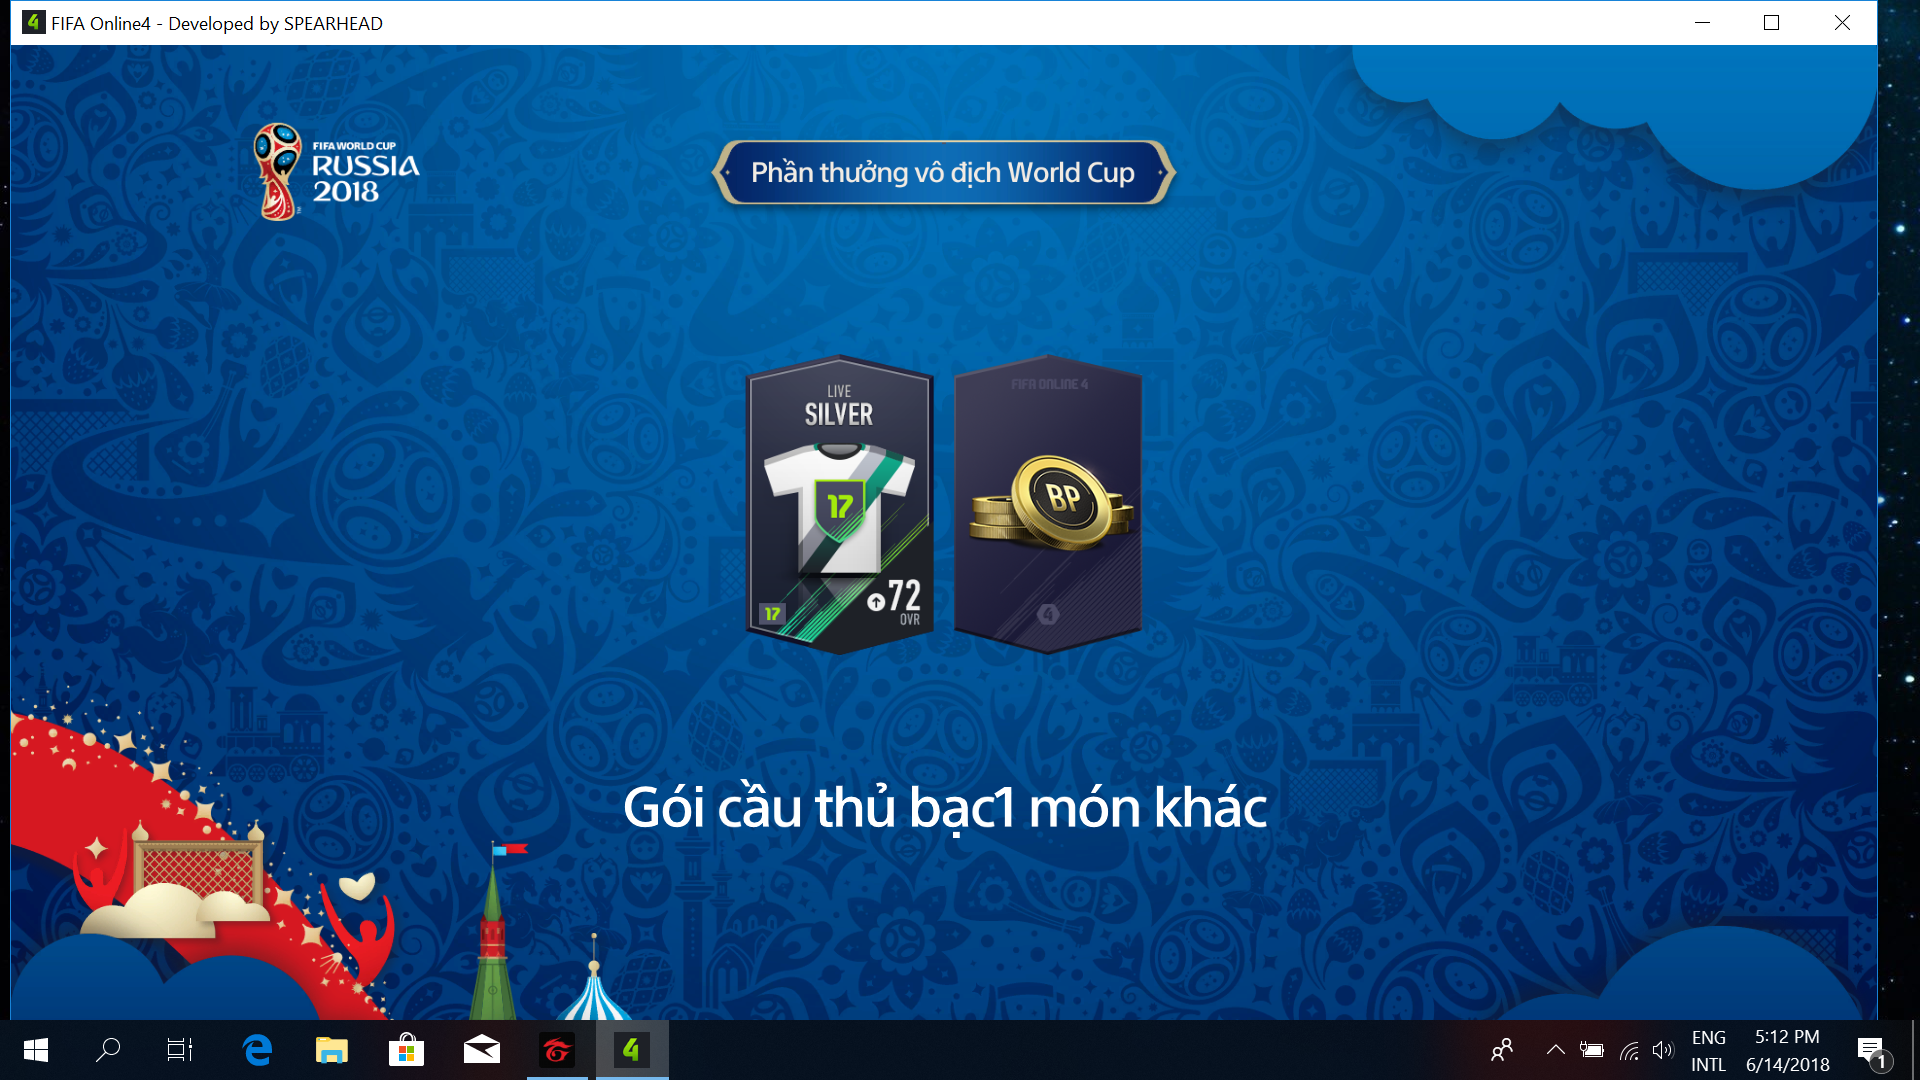 FIFA Online4 - Developed by SPEARHEAD
FIFA WORLD CUP
RUSSIA
2018
Phần thưởng vô địch World Cup
LIVE
SILVER
17
17
72
OVR
FIFA ONLINE 4
BP
4
Gói cầu thủ bạc1 món khác
ENG
INTL
5:12 PM
6/14/2018
1